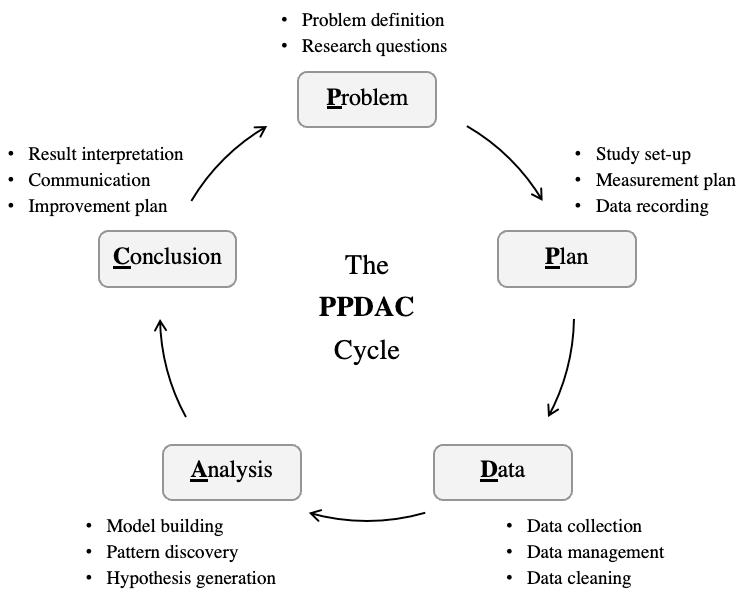 • Problem definition
• Research questions
Problem
• Study set-up
• Measurement plan
• Data recording
Plan
• Data collection
• Data management
• Data cleaning
Data
• Model building
• Pattern discovery
• Hypothesis generation
Analysis
• Result interpretation
• Communication
• Improvement plan
Conclusion
The
PPDAC
Cycle